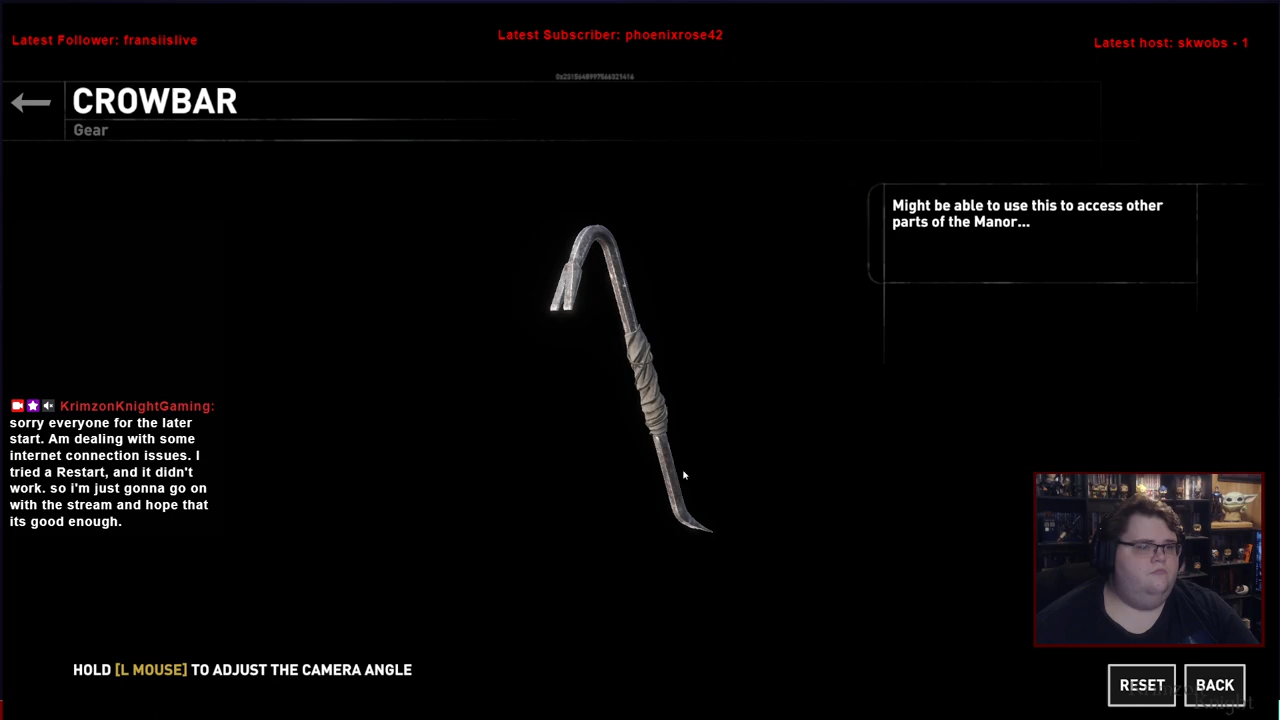 Latest Follower: fransiislive
Latest Subscriber: phoenixrose42
Latest host: skwobs - 1
CROWBAR
Gear
Might be able to use this to access other
parts of the Manor...
KrimzonKnightGaming:
sorry everyone for the later
start. Am dealing with some
internet connection issues. I
tried a Restart, and it didn't
work. so i'm just gonna go on
with the stream and hope that
its good enough.
HOLD [L MOUSE] TO ADJUST THE CAMERA ANGLE
RESET
BACK
Krimzon
Knight